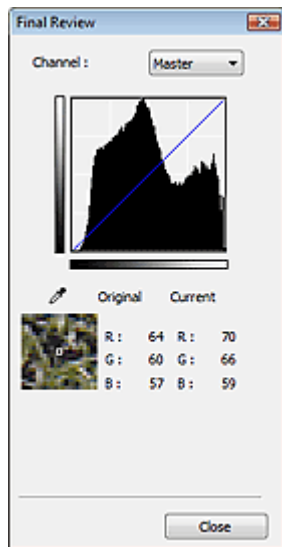 Final Review
Channel : Master
Original Current
R : 64 R : 70
G : 60 G : 66
B : 57 B : 59
Close